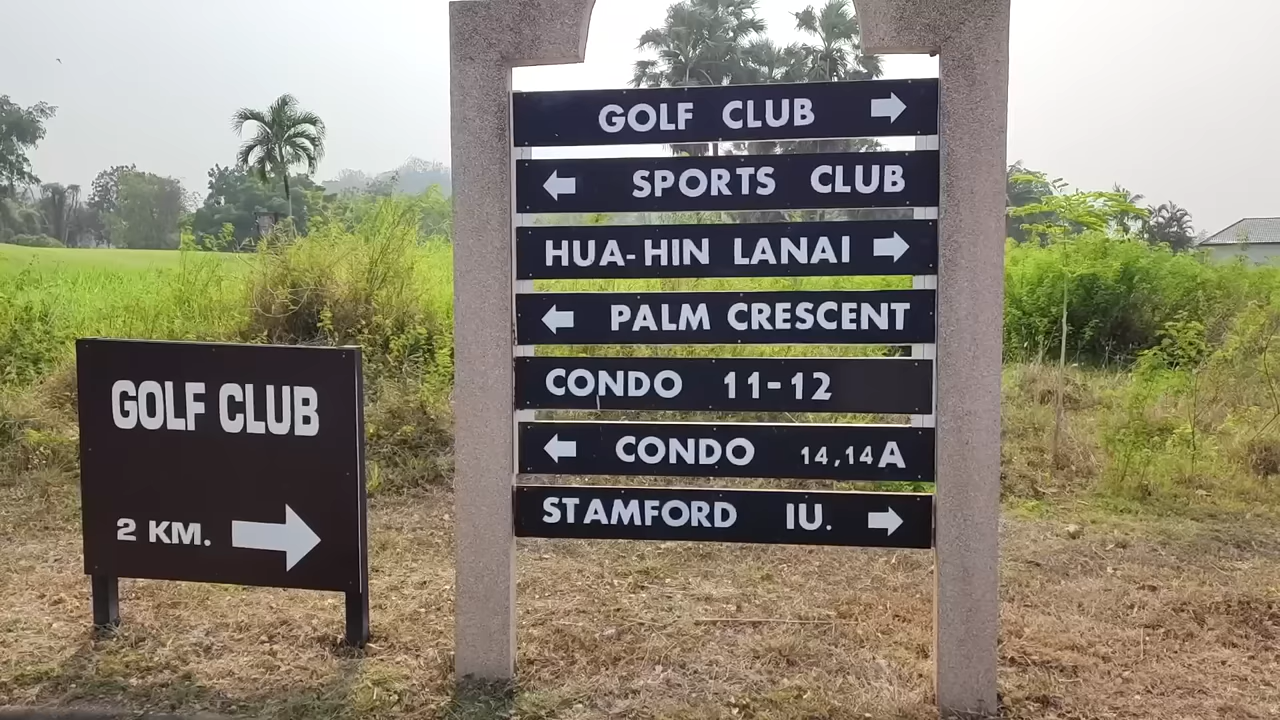 GOLF CLUB
2 KM.
GOLF CLUB
SPORTS CLUB
HUA-HIN LANAI
PALM CRESCENT
CONDO 11-12
CONDO 14,14A
STAMFORD IU.